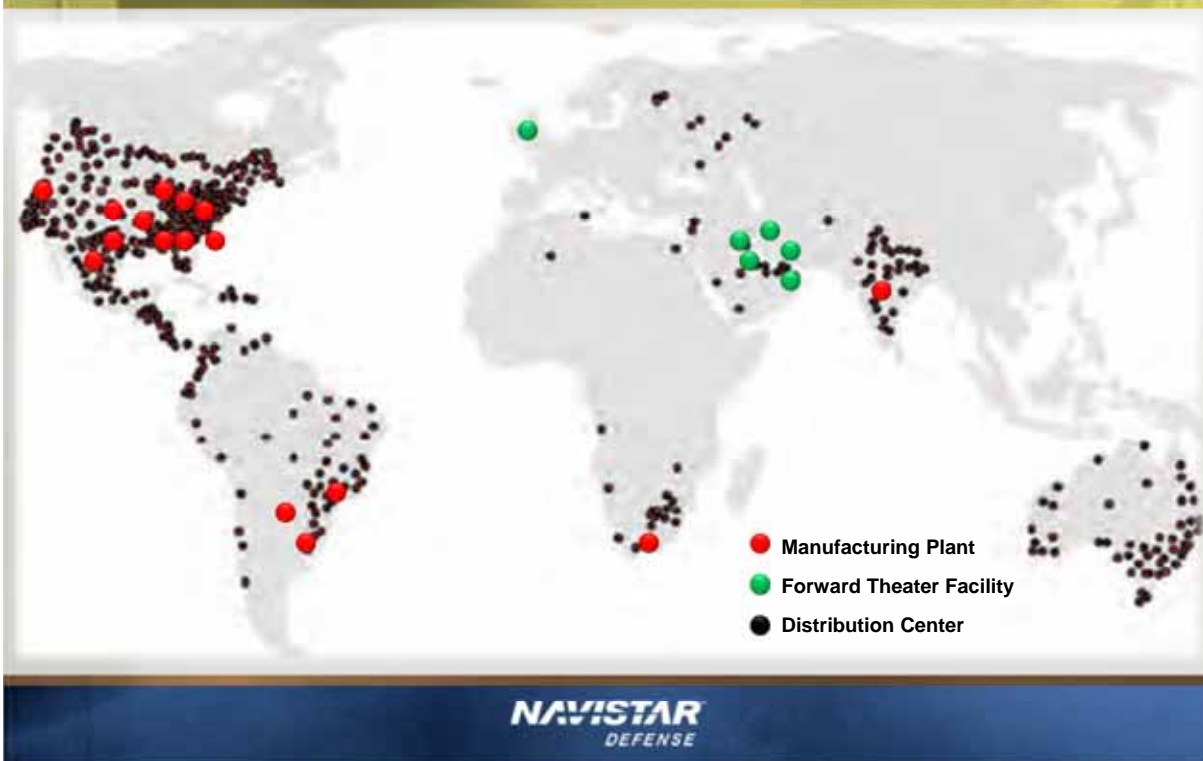 Manufacturing Plant
Forward Theater Facility
Distribution Center
NAVISTAR
DEFENSE